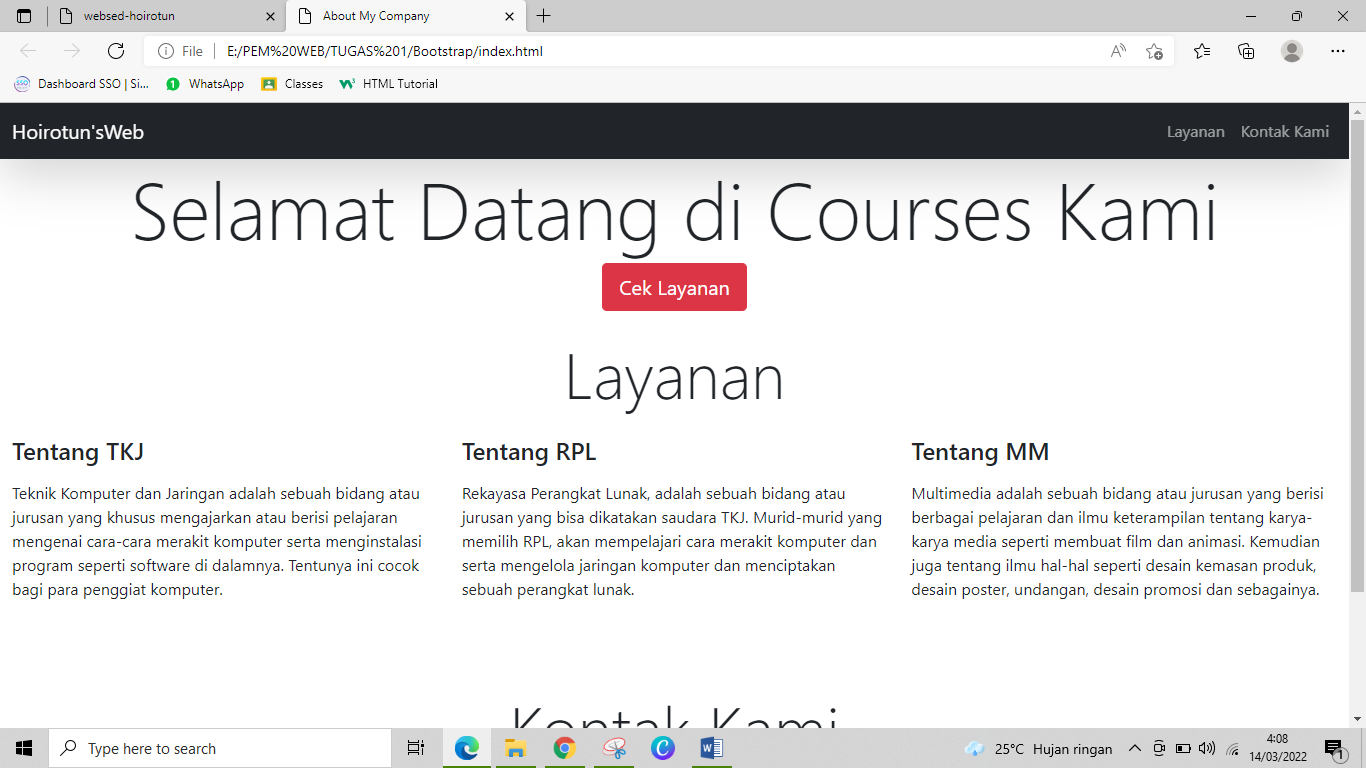 websed-hoirotun
About My Company
File
E:/PEM%20WEB/TUGAS%201/Bootstrap/index.html
Dashboard SSO | Si...
WhatsApp
Classes
HTML Tutorial
Hoirotun'sWeb
Layanan
Kontak Kami
Selamat Datang di Courses Kami
Cek Layanan
Layanan
Tentang TKJ
Teknik Komputer dan Jaringan adalah sebuah bidang atau
jurusan yang khusus mengajarkan atau berisi pelajaran
mengenai cara-cara merakit komputer serta menginstalasi
program seperti software di dalamnya. Tentunya ini cocok
bagi para penggiat komputer.
Tentang RPL
Rekayasa Perangkat Lunak, adalah sebuah bidang atau
jurusan yang bisa dikatakan saudara TKJ. Murid-murid yang
memilih RPL, akan mempelajari cara merakit komputer dan
serta mengelola jaringan komputer dan menciptakan
sebuah perangkat lunak.
Tentang MM
Multimedia adalah sebuah bidang atau jurusan yang berisi
berbagai pelajaran dan ilmu keterampilan tentang karya-
karya media seperti membuat film dan animasi. Kemudian
juga tentang ilmu hal-hal seperti desain kemasan produk,
desain poster, undangan, desain promosi dan sebagainya.
Kontak Kami
Type here to search
25°C Hujan ringan
4:08
14/03/2022
1